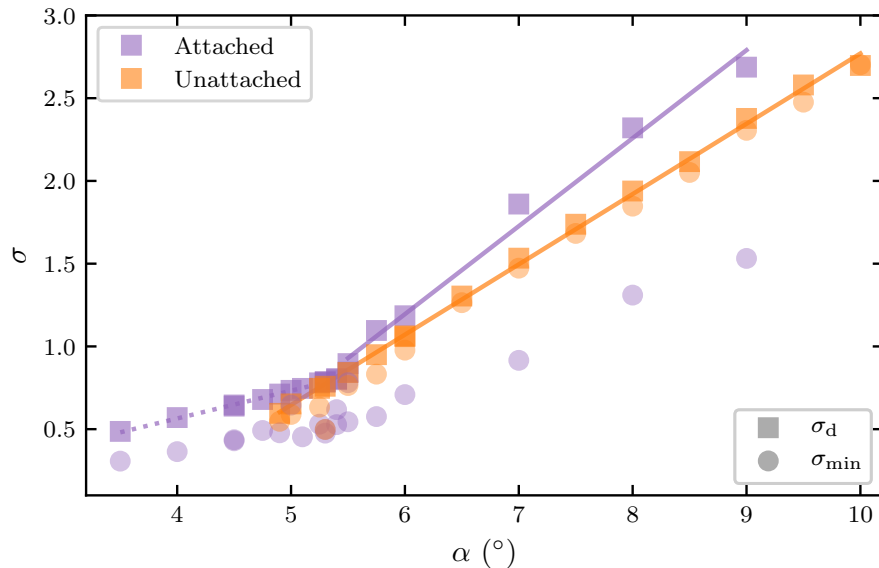 3.0
2.5
2.0
1.5
1.0
0.5
σ
Attached
Unattached
σd
σmin
4 5 6 7 8 9 10
α (°)